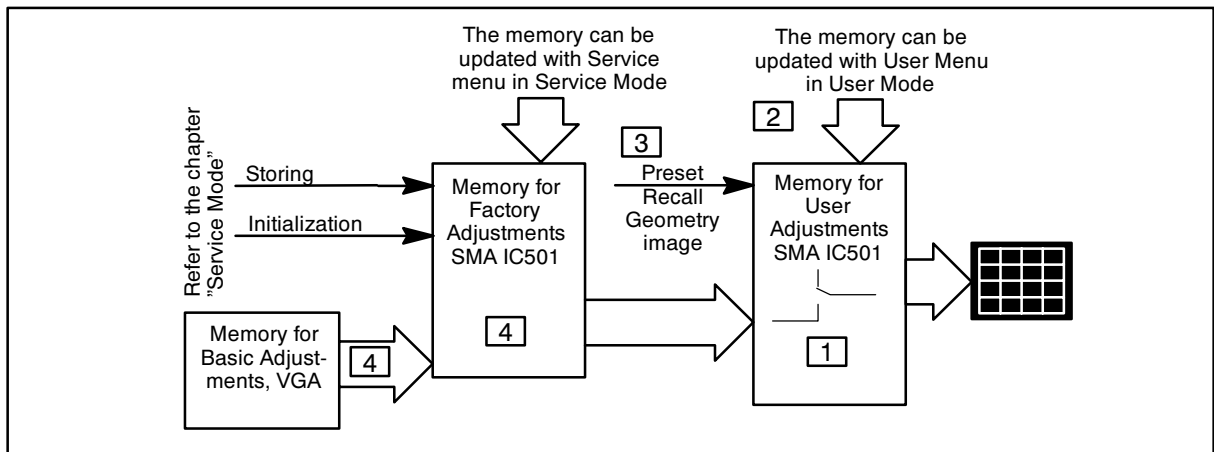 The memory can be
updated with Service
menu in Service Mode
The memory can be
updated with User Menu
in User Mode
2
3
Refer to the chapter
”Service Mode”
Storing
Initialization
Memory for
Factory
Adjustments
SMA IC501
4
Preset
Recall
Geometry
image
Memory for
User
Adjustments
SMA IC501
1
Memory for
Basic Adjust-
ments, VGA
4